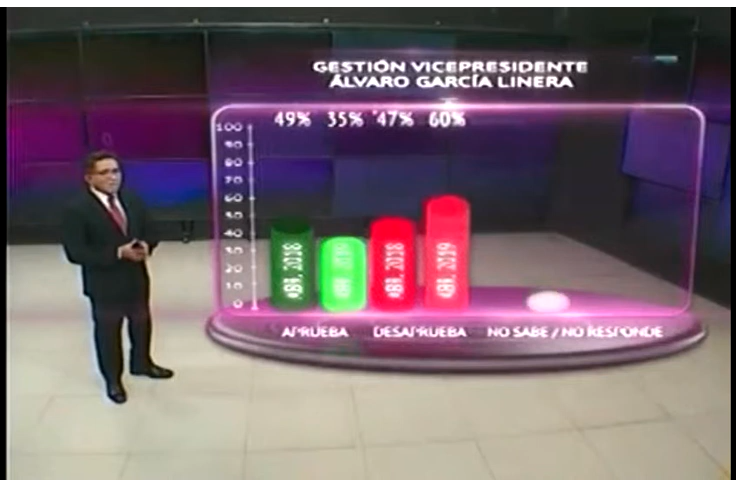 GESTIÓN VICEPRESIDENTE
ÁLVARO GARCÍA LINERA
49% 35% 47% 60%
100
90
80
70
60
50
40
30
20
10
0
ABR. 2018
ABR. 2019
ABR. 2018
ABR. 2019
APRUEBA DESAPRUEBA NO SABE / NO RESPONDE